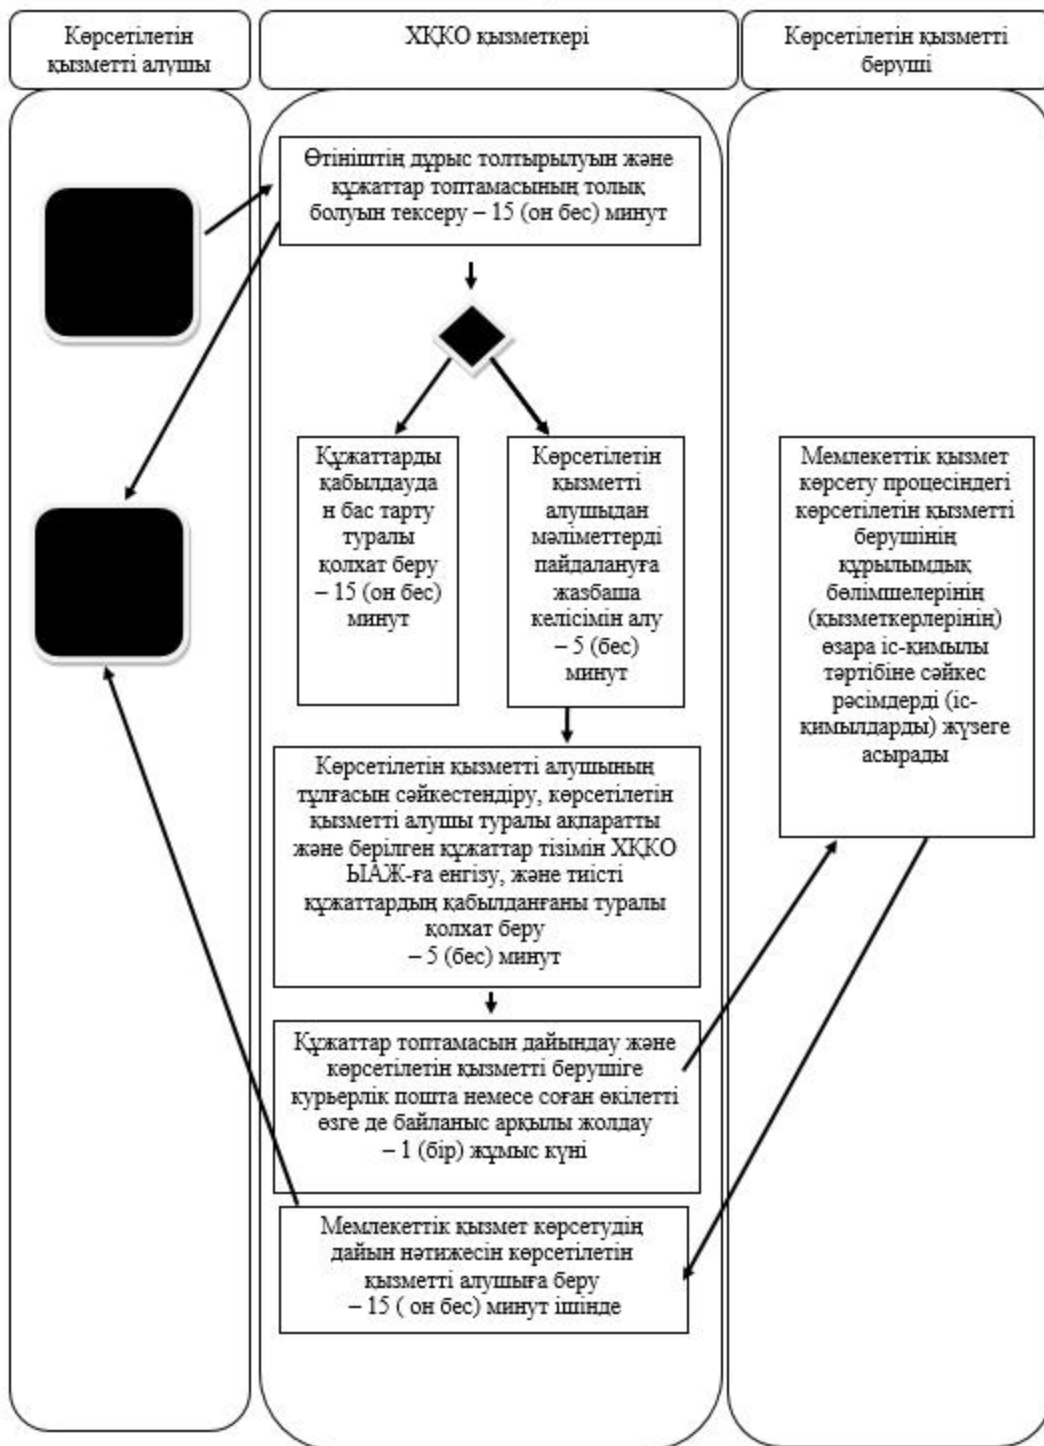 Көрсетілетін
қызметті алушы
ХҚКО қызметкері
Көрсетілетін қызметті
беруші
Өтініштің дұрыс толтырылуын және
құжаттар топтамасының толық
болуын тексеру – 15 (он бес) минут
Құжаттарды
қабылдауда
н бас тарту
туралы
қолхат беру
– 15 (он бес)
минут
Көрсетілетін
қызметті
алушыдан
мәліметтерді
пайдалануға
жазбаша
келісімін алу
– 5 (бес)
минут
Мемлекеттік қызмет
көрсету процесіндегі
көрсетілетін қызметті
берушінің
құрылымдық
бөлімшелерінің
(қызметкерлерінің)
өзара іс-қимылы
тәртібіне сәйкес
рәсімдерді (іс-
қимылдарды) жүзеге
асырады
Көрсетілетін қызметті алушының
тұлғасын сәйкестендіру, көрсетілетін
қызметті алушы туралы ақпаратты
және берілген құжаттар тізімін ХҚКО
ЫАЖ-ға енгізу, және тиісті
құжаттардың қабылданғаны туралы
қолхат беру
– 5 (бес) минут
Құжаттар топтамасын дайындау және
көрсетілетін қызметті берушіге
курьерлік пошта немесе соған өкілетті
өзге де байланыс арқылы жолдау
– 1 (бір) жұмыс күні
Мемлекеттік қызмет көрсетудің
дайын нәтижесін көрсетілетін
қызметті алушыға беру
– 15 ( он бес) минут ішінде